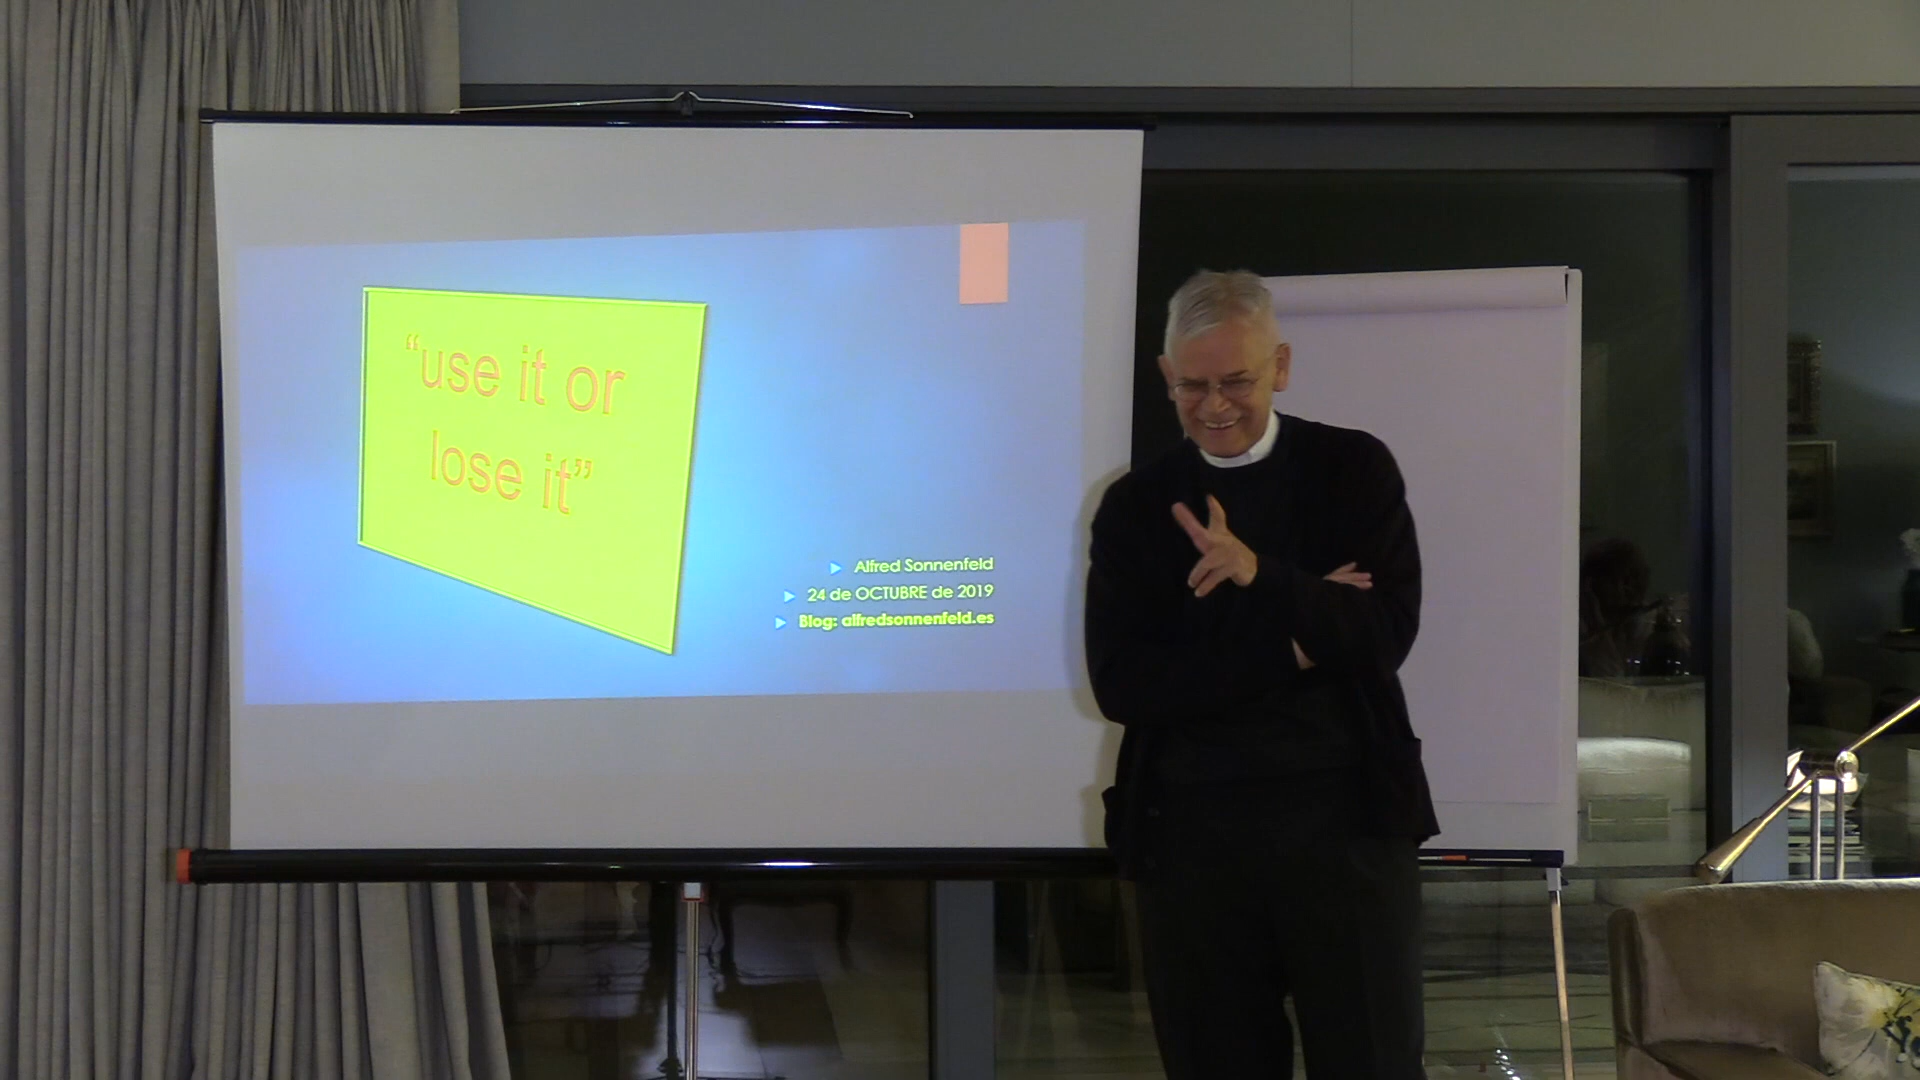 “use it or
lose it”
Alfred Sonnenfeld
24 de OCTUBRE de 2019
Blog: alfredsonnenfeld.es